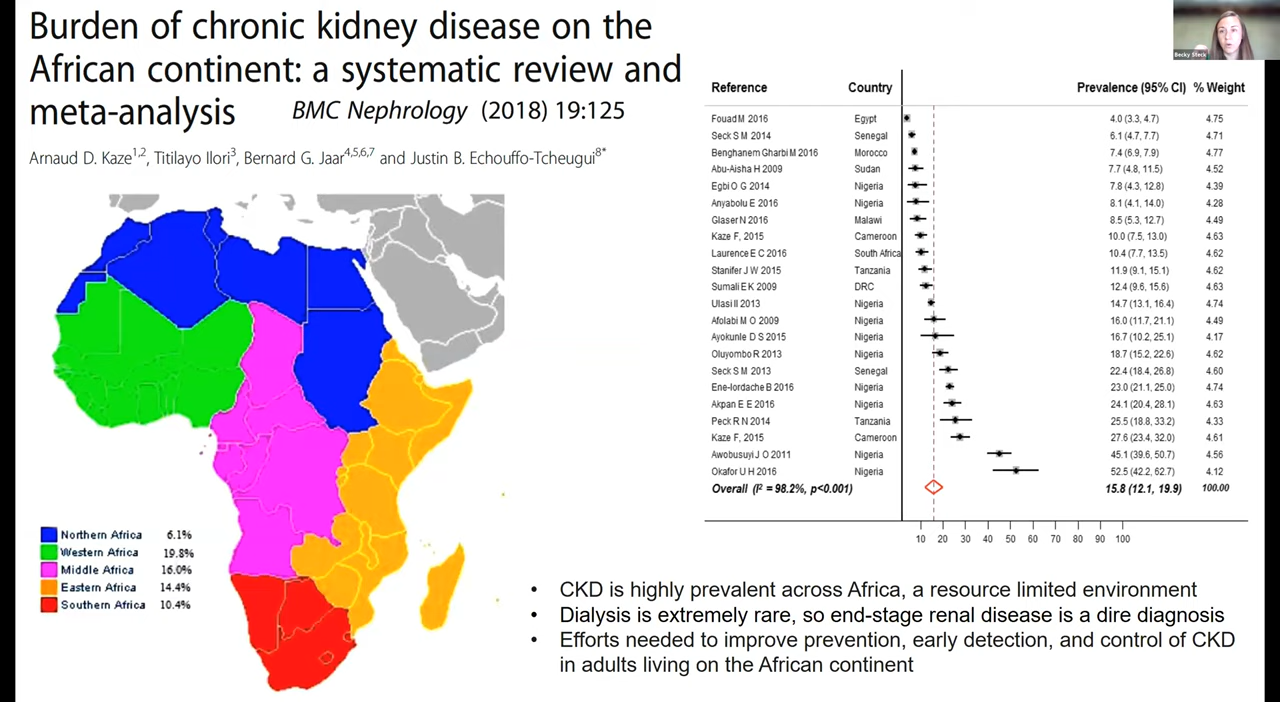 Burden of chronic kidney disease on the
African continent: a systematic review and
meta-analysis BMC Nephrology (2018) 19:125
Arnaud D. Kaze1,2, Titilayo Ilori3, Bernard G. Jaar4,5,6,7 and Justin B. Echouffo-Tcheugui8*
Northern Africa 6.1%
Western Africa 19.8%
Middle Africa 16.0%
Eastern Africa 14.4%
Southern Africa 10.4%
Becky Steck
Reference Country Prevalence (95% CI) % Weight
Fouad M 2016 Egypt 4.0 (3.3, 4.7) 4.75
Seck S M 2014 Senegal 6.1 (4.7, 7.7) 4.71
Benghanem Gharbi M 2016 Morocco 7.4 (6.9, 7.9) 4.77
Abu-Aisha H 2009 Sudan 7.7 (4.8, 11.5) 4.52
Egbi O G 2014 Nigeria 7.8 (4.3, 12.8) 4.39
Anyabolu E 2016 Nigeria 8.1 (4.1, 14.0) 4.28
Glaser N 2016 Malawi 8.5 (5.3, 12.7) 4.49
Kaze F, 2015 Cameroon 10.0 (7.5, 13.0) 4.63
Laurence E C 2016 South Africa 10.4 (7.7, 13.5) 4.62
Stanifer J W 2015 Tanzania 11.9 (9.1, 15.1) 4.62
Sumali E K 2009 DRC 12.4 (9.6, 15.6) 4.63
Ulasi II 2013 Nigeria 14.7 (13.1, 16.4) 4.74
Afolabi M O 2009 Nigeria 16.0 (11.7, 21.1) 4.49
Ayokunle D S 2015 Nigeria 16.7 (10.2, 25.1) 4.17
Oluyombo R 2013 Nigeria 18.7 (15.2, 22.6) 4.62
Seck S M 2013 Senegal 22.4 (18.4, 26.8) 4.60
Ene-Iordache B 2016 Nigeria 23.0 (21.1, 25.0) 4.74
Akpan E E 2016 Nigeria 24.1 (20.4, 28.1) 4.63
Peck R N 2014 Tanzania 25.5 (18.8, 33.2) 4.33
Kaze F, 2015 Cameroon 27.6 (23.4, 32.0) 4.61
Awobusuyi J O 2011 Nigeria 45.1 (39.6, 50.7) 4.56
Okafor U H 2016 Nigeria 52.5 (42.2, 62.7) 4.12
Overall (I² = 98.2%, p<0.001) 15.8 (12.1, 19.9) 100.00
10 20 30 40 50 60 70 80 90 100
• CKD is highly prevalent across Africa, a resource limited environment
• Dialysis is extremely rare, so end-stage renal disease is a dire diagnosis
• Efforts needed to improve prevention, early detection, and control of CKD
in adults living on the African continent